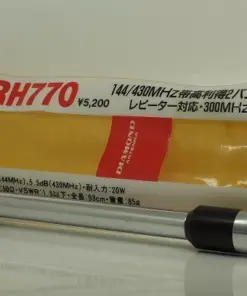 RH770 ¥5,200
144/430MHz帯高利得2バ
レピーター対応・300MHz
DIAMOND
ANTENNA
144MHz)、5.5dB(430MHz)・耐入力:20W
50Ω・VSWR:1.5以下・全長:93cm・重量:85g